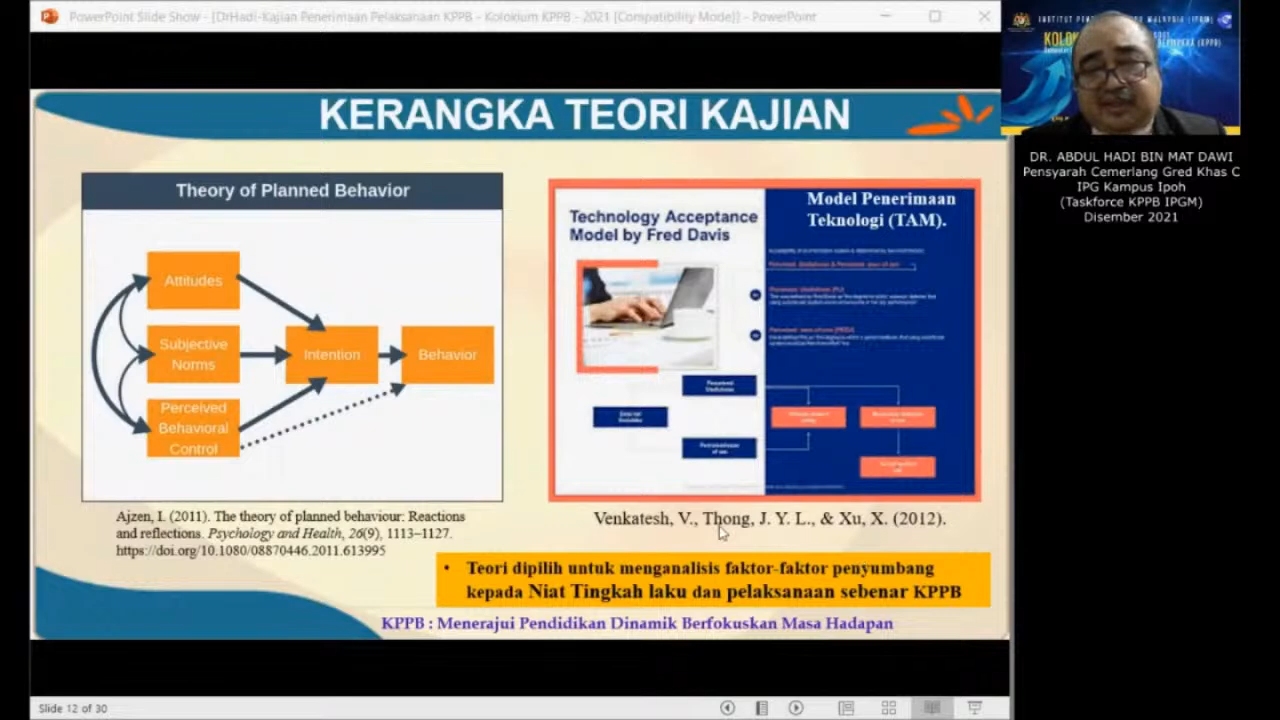 PowerPoint Slide Show - [DrHadi-Kajian Penerimaan Pelaksanaan KPPB - Kolokium KPPB - 2021 [Compatibility Mode]] - PowerPoint
KERANGKA TEORI KAJIAN
Theory of Planned Behavior
Attitudes
Subjective
Norms
Perceived
Behavioral
Control
Intention
Behavior
Ajzen, I. (2011). The theory of planned behaviour: Reactions
and reflections. Psychology and Health, 26(9), 1113–1127.
https://doi.org/10.1080/08870446.2011.613995
Technology Acceptance
Model by Fred Davis
Model Penerimaan
Teknologi (TAM).
Perceived
Usefulness
Venkatesh, V., Thong, J. Y. L., & Xu, X. (2012).
• Teori dipilih untuk menganalisis faktor-faktor penyumbang
kepada Niat Tingkah laku dan pelaksanaan sebenar KPPB
KPPB : Menerajui Pendidikan Dinamik Berfokuskan Masa Hadapan
Slide 12 of 30
INSTITUT
(IPGM)
(KPPB)
DR. ABDUL HADI BIN MAT DAWI
Pensyarah Cemerlang Gred Khas C
IPG Kampus Ipoh
(Taskforce KPPB IPGM)
Disember 2021